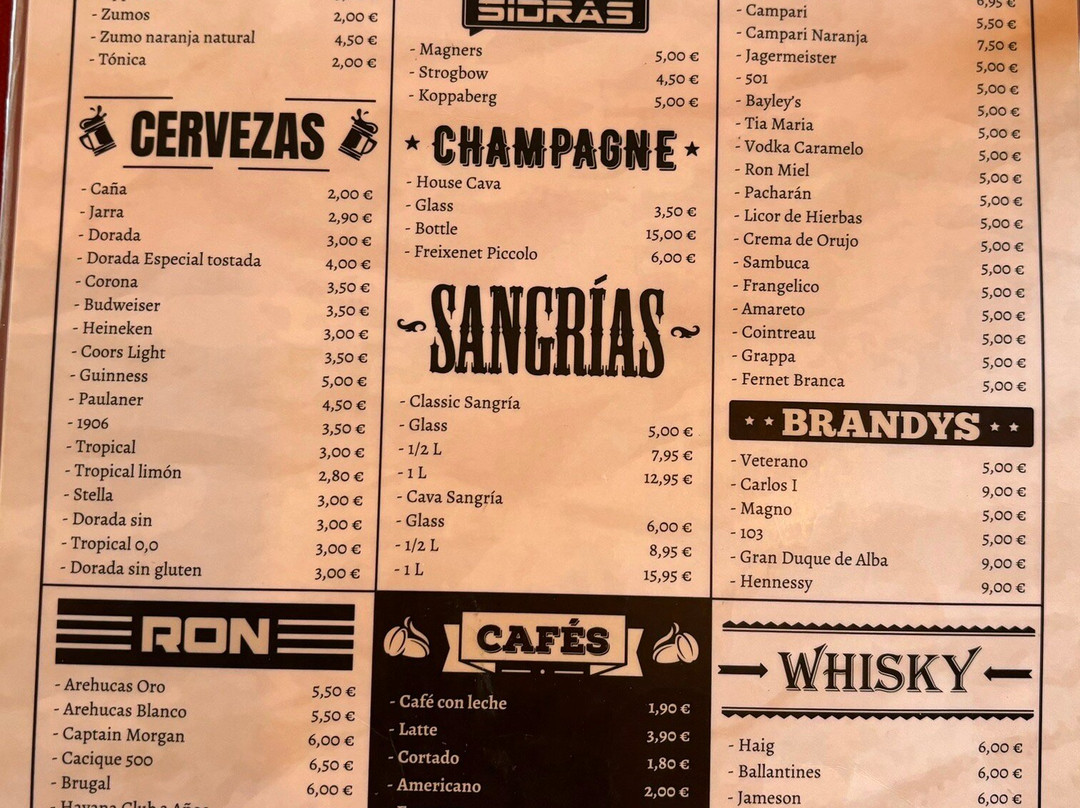 - Zumos 2,00 €
- Zumo naranja natural 4,50 €
- Tónica 2,00 €
CERVEZAS
- Caña 2,00 €
- Jarra 2,90 €
- Dorada 3,00 €
- Dorada Especial tostada 4,00 €
- Corona 3,50 €
- Budweiser 3,50 €
- Heineken 3,00 €
- Coors Light 3,50 €
- Guinness 5,00 €
- Paulaner 4,50 €
- 1906 3,50 €
- Tropical 3,00 €
- Tropical limón 2,80 €
- Stella 3,00 €
- Dorada sin 3,00 €
- Tropical 0,0 3,00 €
- Dorada sin gluten 3,00 €
RON
- Arehucas Oro 5,50 €
- Arehucas Blanco 5,50 €
- Captain Morgan 6,00 €
- Cacique 500 6,50 €
- Brugal 6,00 €
SIDRAS
- Magners 5,00 €
- Strogbow 4,50 €
- Koppaberg 5,00 €
CHAMPAGNE
- House Cava
- Glass 3,50 €
- Bottle 15,00 €
- Freixenet Piccolo 6,00 €
SANGRÍAS
- Classic Sangría
- Glass 5,00 €
- 1/2 L 7,95 €
- 1 L 12,95 €
- Cava Sangría
- Glass 6,00 €
- 1/2 L 8,95 €
- 1 L 15,95 €
CAFÉS
- Café con leche 1,90 €
- Latte 3,90 €
- Cortado 1,80 €
- Americano 2,00 €
6,95 €
- Campari 5,50 €
- Campari Naranja 7,50 €
- Jagermeister 5,00 €
- 501 5,00 €
- Bayley's 5,00 €
- Tia Maria 5,00 €
- Vodka Caramelo 5,00 €
- Ron Miel 5,00 €
- Pacharán 5,00 €
- Licor de Hierbas 5,00 €
- Crema de Orujo 5,00 €
- Sambuca 5,00 €
- Frangelico 5,00 €
- Amareto 5,00 €
- Cointreau 5,00 €
- Grappa 5,00 €
- Fernet Branca 5,00 €
BRANDYS
- Veterano 5,00 €
- Carlos I 9,00 €
- Magno 5,00 €
- 103 5,00 €
- Gran Duque de Alba 9,00 €
- Hennessy 9,00 €
WHISKY
- Haig 6,00 €
- Ballantines 6,00 €
- Jameson 6,00 €